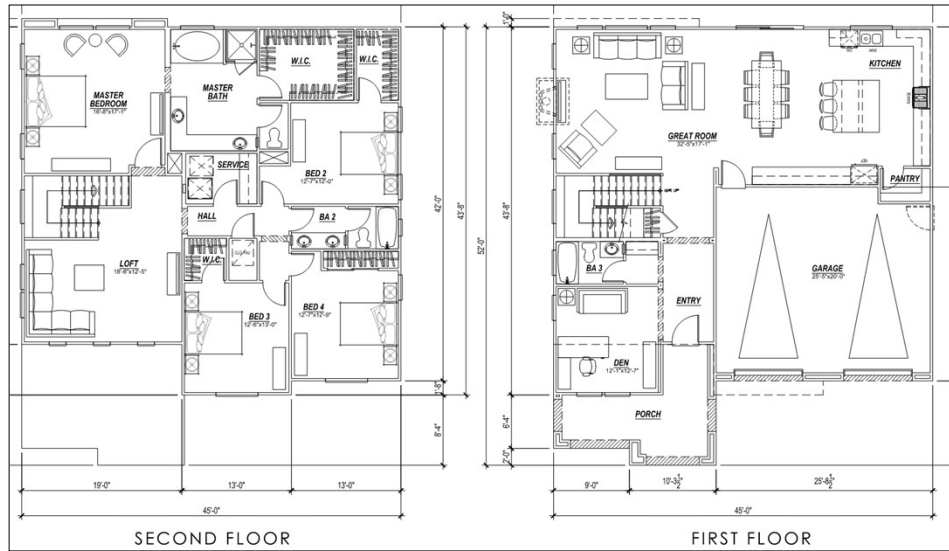 MASTER
BEDROOM
16'-8"x17'-1"
MASTER
BATH
W.I.C.
W.I.C.
SERVICE
BED 2
12'-7"x12'-0"
HALL
BA 2
LOFT
18'-8"x12'-5"
W.I.C.
BED 3
12'-6"x13'-0"
BED 4
12'-7"x12'-9"
42'-0"
43'-8"
1'-8"
8'-4"
19'-0"
13'-0"
13'-0"
45'-0"
SECOND FLOOR
1'-0"
KITCHEN
GREAT ROOM
32'-5"x17'-1"
REF
PANTRY
43'-8"
52'-0"
BA 3
GARAGE
25'-5"x20'-0"
ENTRY
DEN
12'-1"x12'-7"
PORCH
6'-4"
2'-0"
9'-0"
10'-3 1/2"
25'-8 1/2"
45'-0"
FIRST FLOOR